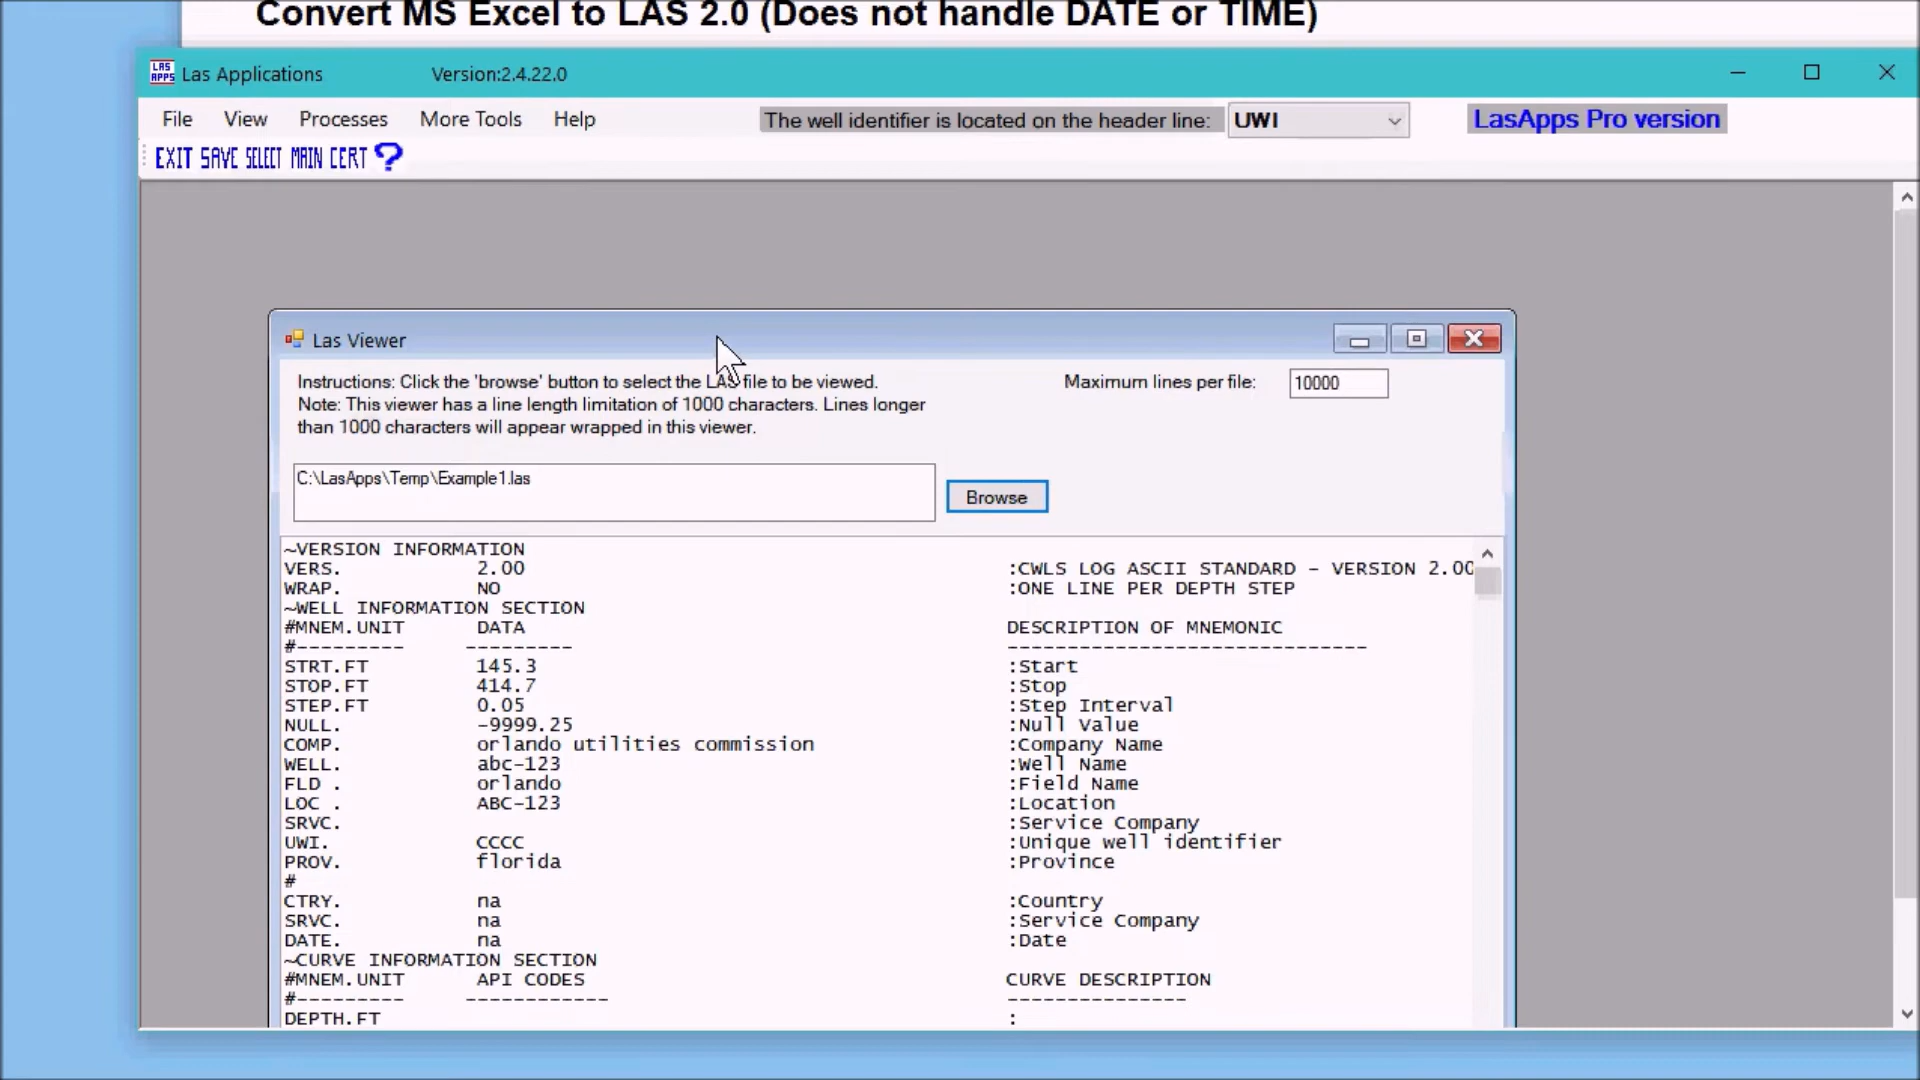 Convert MS Excel to LAS 2.0 (Does not handle DATE or TIME)
LAS APPS Las Applications Version:2.4.22.0
File View Processes More Tools Help The well identifier is located on the header line: UWI LasApps Pro version
EXIT SAVE SELECT MAIN CERT ?
Las Viewer
Instructions: Click the 'browse' button to select the LAS file to be viewed. Maximum lines per file: 10000
Note: This viewer has a line length limitation of 1000 characters. Lines longer
than 1000 characters will appear wrapped in this viewer.
C:\LasApps\Temp\Example1.las
Browse
~VERSION INFORMATION
VERS. 2.00 :CWLS LOG ASCII STANDARD - VERSION 2.00
WRAP. NO :ONE LINE PER DEPTH STEP
~WELL INFORMATION SECTION
#MNEM.UNIT DATA DESCRIPTION OF MNEMONIC
#--------- --------- ------------------------------
STRT.FT 145.3 :Start
STOP.FT 414.7 :Stop
STEP.FT 0.05 :Step Interval
NULL. -9999.25 :Null Value
COMP. orlando utilities commission :Company Name
WELL. abc-123 :Well Name
FLD . orlando :Field Name
LOC . ABC-123 :Location
SRVC. :Service Company
UWI. CCCC :Unique well identifier
PROV. florida :Province
#
CTRY. na :Country
SRVC. na :Service Company
DATE. na :Date
~CURVE INFORMATION SECTION
#MNEM.UNIT API CODES CURVE DESCRIPTION
#--------- ------------ ---------------
DEPTH.FT :